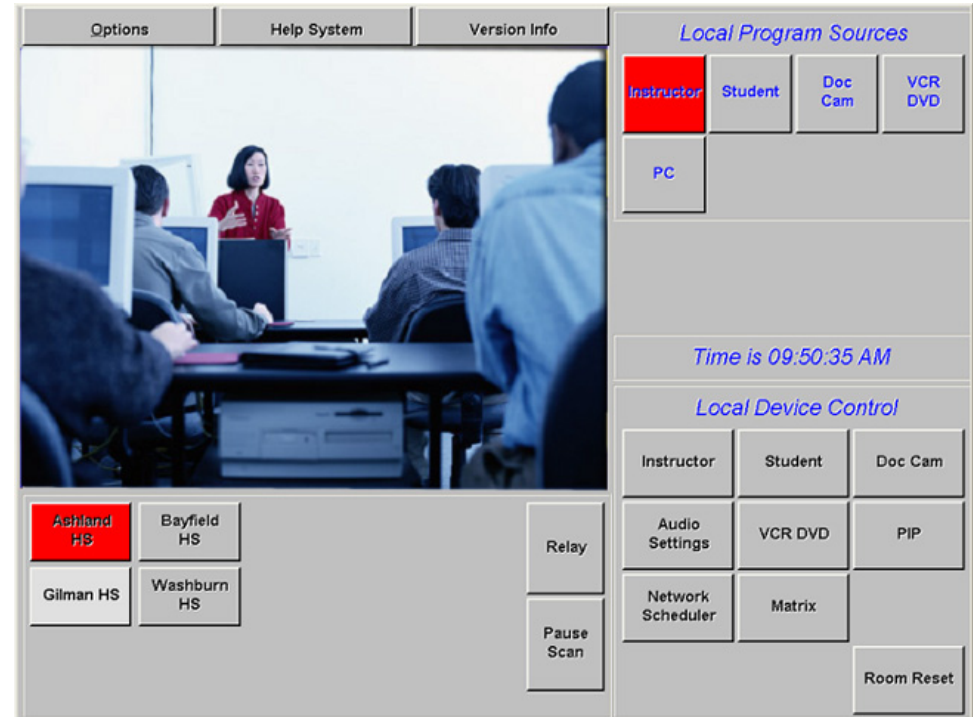 Options
Help System
Version Info
Local Program Sources
Instructor
Student
Doc
Cam
VCR
DVD
PC
Time is 09:50:35 AM
Local Device Control
Instructor
Student
Doc Cam
Audio
Settings
VCR DVD
PIP
Network
Scheduler
Matrix
Room Reset
Ashland
HS
Bayfield
HS
Gilman HS
Washburn
HS
Relay
Pause
Scan